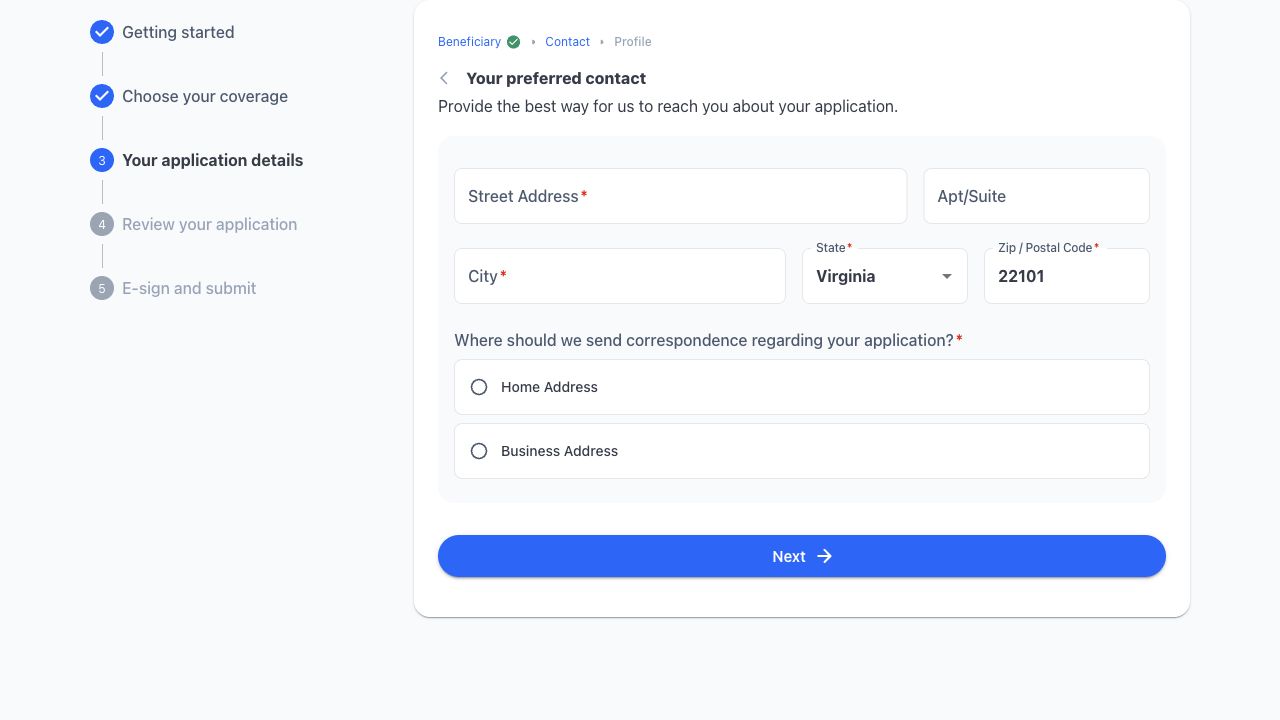 Getting started
Choose your coverage
3 Your application details
4 Review your application
5 E-sign and submit
Beneficiary Contact Profile
Your preferred contact
Provide the best way for us to reach you about your application.
Street Address* Apt/Suite
City* State* Virginia Zip / Postal Code* 22101
Where should we send correspondence regarding your application?*
Home Address
Business Address
Next